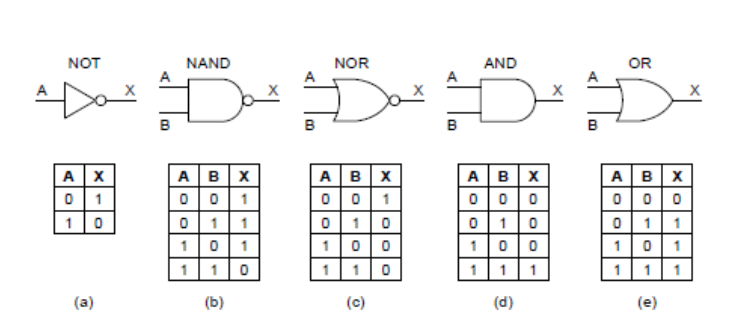 NOT NAND NOR AND OR
A X A B X A B X A B X A B X
A X
0 1
1 0
A B X
0 0 1
0 1 1
1 0 1
1 1 0
A B X
0 0 1
0 1 0
1 0 0
1 1 0
A B X
0 0 0
0 1 0
1 0 0
1 1 1
A B X
0 0 0
0 1 1
1 0 1
1 1 1
(a) (b) (c) (d) (e)